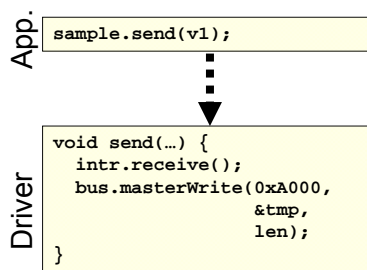 App.
sample.send(v1);
Driver
void send(…) {
intr.receive();
bus.masterWrite(0xA000,
&tmp,
len);
}